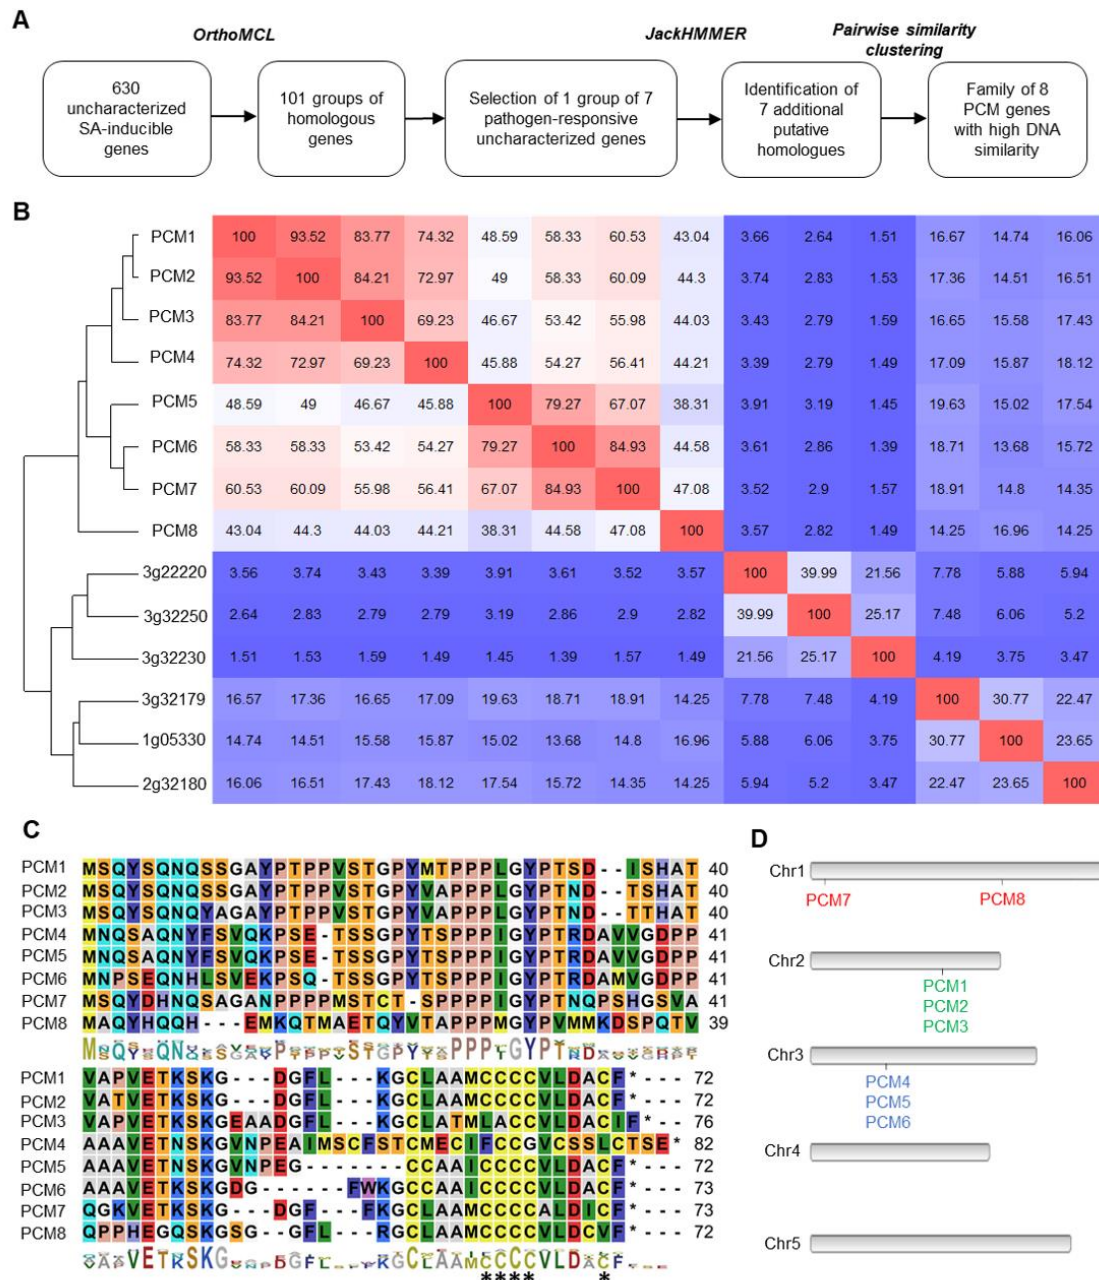 A
OrthoMCL
JackHMMER
Pairwise similarity
clustering
630
uncharacterized
SA-inducible
genes
101 groups of
homologous
genes
Selection of 1 group of 7
pathogen-responsive
uncharacterized genes
Identification of
7 additional
putative
homologues
Family of 8
PCM genes
with high DNA
similarity
B
PCM1 100 93.52 83.77 74.32 48.59 58.33 60.53 43.04 3.66 2.64 1.51 16.67 14.74 16.06
PCM2 93.52 100 84.21 72.97 49 58.33 60.09 44.3 3.74 2.83 1.53 17.36 14.51 16.51
PCM3 83.77 84.21 100 69.23 46.67 53.42 55.98 44.03 3.43 2.79 1.59 16.65 15.58 17.43
PCM4 74.32 72.97 69.23 100 45.88 54.27 56.41 44.21 3.39 2.79 1.49 17.09 15.87 18.12
PCM5 48.59 49 46.67 45.88 100 79.27 67.07 38.31 3.91 3.19 1.45 19.63 15.02 17.54
PCM6 58.33 58.33 53.42 54.27 79.27 100 84.93 44.58 3.61 2.86 1.39 18.71 13.68 15.72
PCM7 60.53 60.09 55.98 56.41 67.07 84.93 100 47.08 3.52 2.9 1.57 18.91 14.8 14.35
PCM8 43.04 44.3 44.03 44.21 38.31 44.58 47.08 100 3.57 2.82 1.49 14.25 16.96 14.25
3g22220 3.56 3.74 3.43 3.39 3.91 3.61 3.52 3.57 100 39.99 21.56 7.78 5.88 5.94
3g32250 2.64 2.83 2.79 2.79 3.19 2.86 2.9 2.82 39.99 100 25.17 7.48 6.06 5.2
3g32230 1.51 1.53 1.59 1.49 1.45 1.39 1.57 1.49 21.56 25.17 100 4.19 3.75 3.47
3g32179 16.57 17.36 16.65 17.09 19.63 18.71 18.91 14.25 7.78 7.48 4.19 100 30.77 22.47
1g05330 14.74 14.51 15.58 15.87 15.02 13.68 14.8 16.96 5.88 6.06 3.75 30.77 100 23.65
2g32180 16.06 16.51 17.43 18.12 17.54 15.72 14.35 14.25 5.94 5.2 3.47 22.47 23.65 100
C
PCM1 MSQYSQNQSSGAYPTPPVSTGPYMTPPPLGYPTSD--ISHAT 40
PCM2 MSQYSQNQSSGAYPTPPVSTGPYVAPPPLGYPTND--TSHAT 40
PCM3 MSQYSQNQYAGAYPTPPVSTGPYVAPPPLGYPTND--TTHAT 40
PCM4 MNQSAQNYFSVQKPSE-TSSGPYTSPPPIGYPTRDAVVGDPP 41
PCM5 MNQSAQNYFSVQKPSE-TSSGPYTSPPPIGYPTRDAVVGDPP 41
PCM6 MNPSEQNHLSVEKPSQ-TSSGPYTSPPPIGYPTRDAMVGDPP 41
PCM7 MSQYDHNQSAGANPPPPMSTCT-SPPPPIGYPTNQPSHGSVA 41
PCM8 MAQYHQQH---EMKQTMAETQYVTAPPPMGYPVMMKDSPQTV 39
PCM1 VAPVETKSKG---DGFL---KGCLAAMCCCCVLDACF*--- 72
PCM2 VATVETKSKG---DGFL---KGCLAAMCCCCVLDACF*--- 72
PCM3 VAPVETKSKGEAADGFL---KGCLATMLACCVLDACIF*-- 76
PCM4 AAAVETNSKGVNPEAIMSCFSTCMECIFCCGVCSSLCTSE* 82
PCM5 AAAVETNSKGVNPEG-------CCAAICCCCVLDACF*--- 72
PCM6 AAAVETKSKGDG------FWKGCCAAICCCCVLDACF*--- 73
PCM7 QGKVETKSKG---DGF---FKGCLAAMCCCCALDICF*--- 73
PCM8 QPPHEGQSKGSG--GFL---RGCLAAMCCCCVLDCVF*--- 72
**** *
D
Chr1
PCM7 PCM8
Chr2
PCM1
PCM2
PCM3
Chr3
PCM4
PCM5
PCM6
Chr4
Chr5